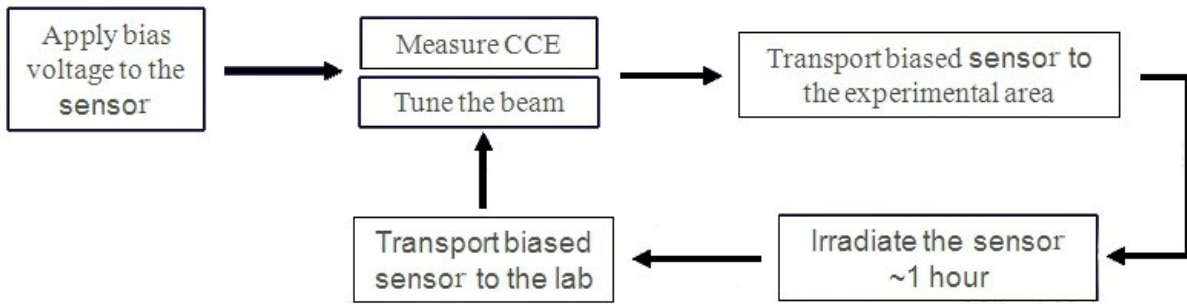 Apply bias
voltage to the
sensor
Measure CCE
Tune the beam
Transport biased sensor to
the experimental area
Irradiate the sensor
~1 hour
Transport biased
sensor to the lab